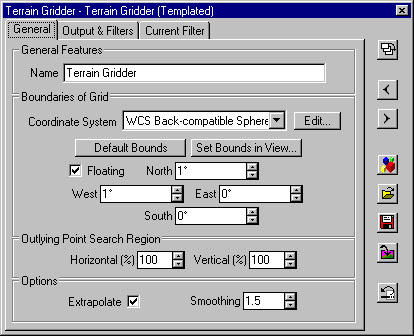 Terrain Gridder - Terrain Gridder (Templated)
General Output & Filters Current Filter
General Features
Name Terrain Gridder
Boundaries of Grid
Coordinate System WCS Back-compatible Sphere Edit...
Default Bounds Set Bounds in View...
Floating North 1°
West 1° East 0°
South 0°
Outlying Point Search Region
Horizontal (%) 100 Vertical (%) 100
Options
Extrapolate Smoothing 1.5